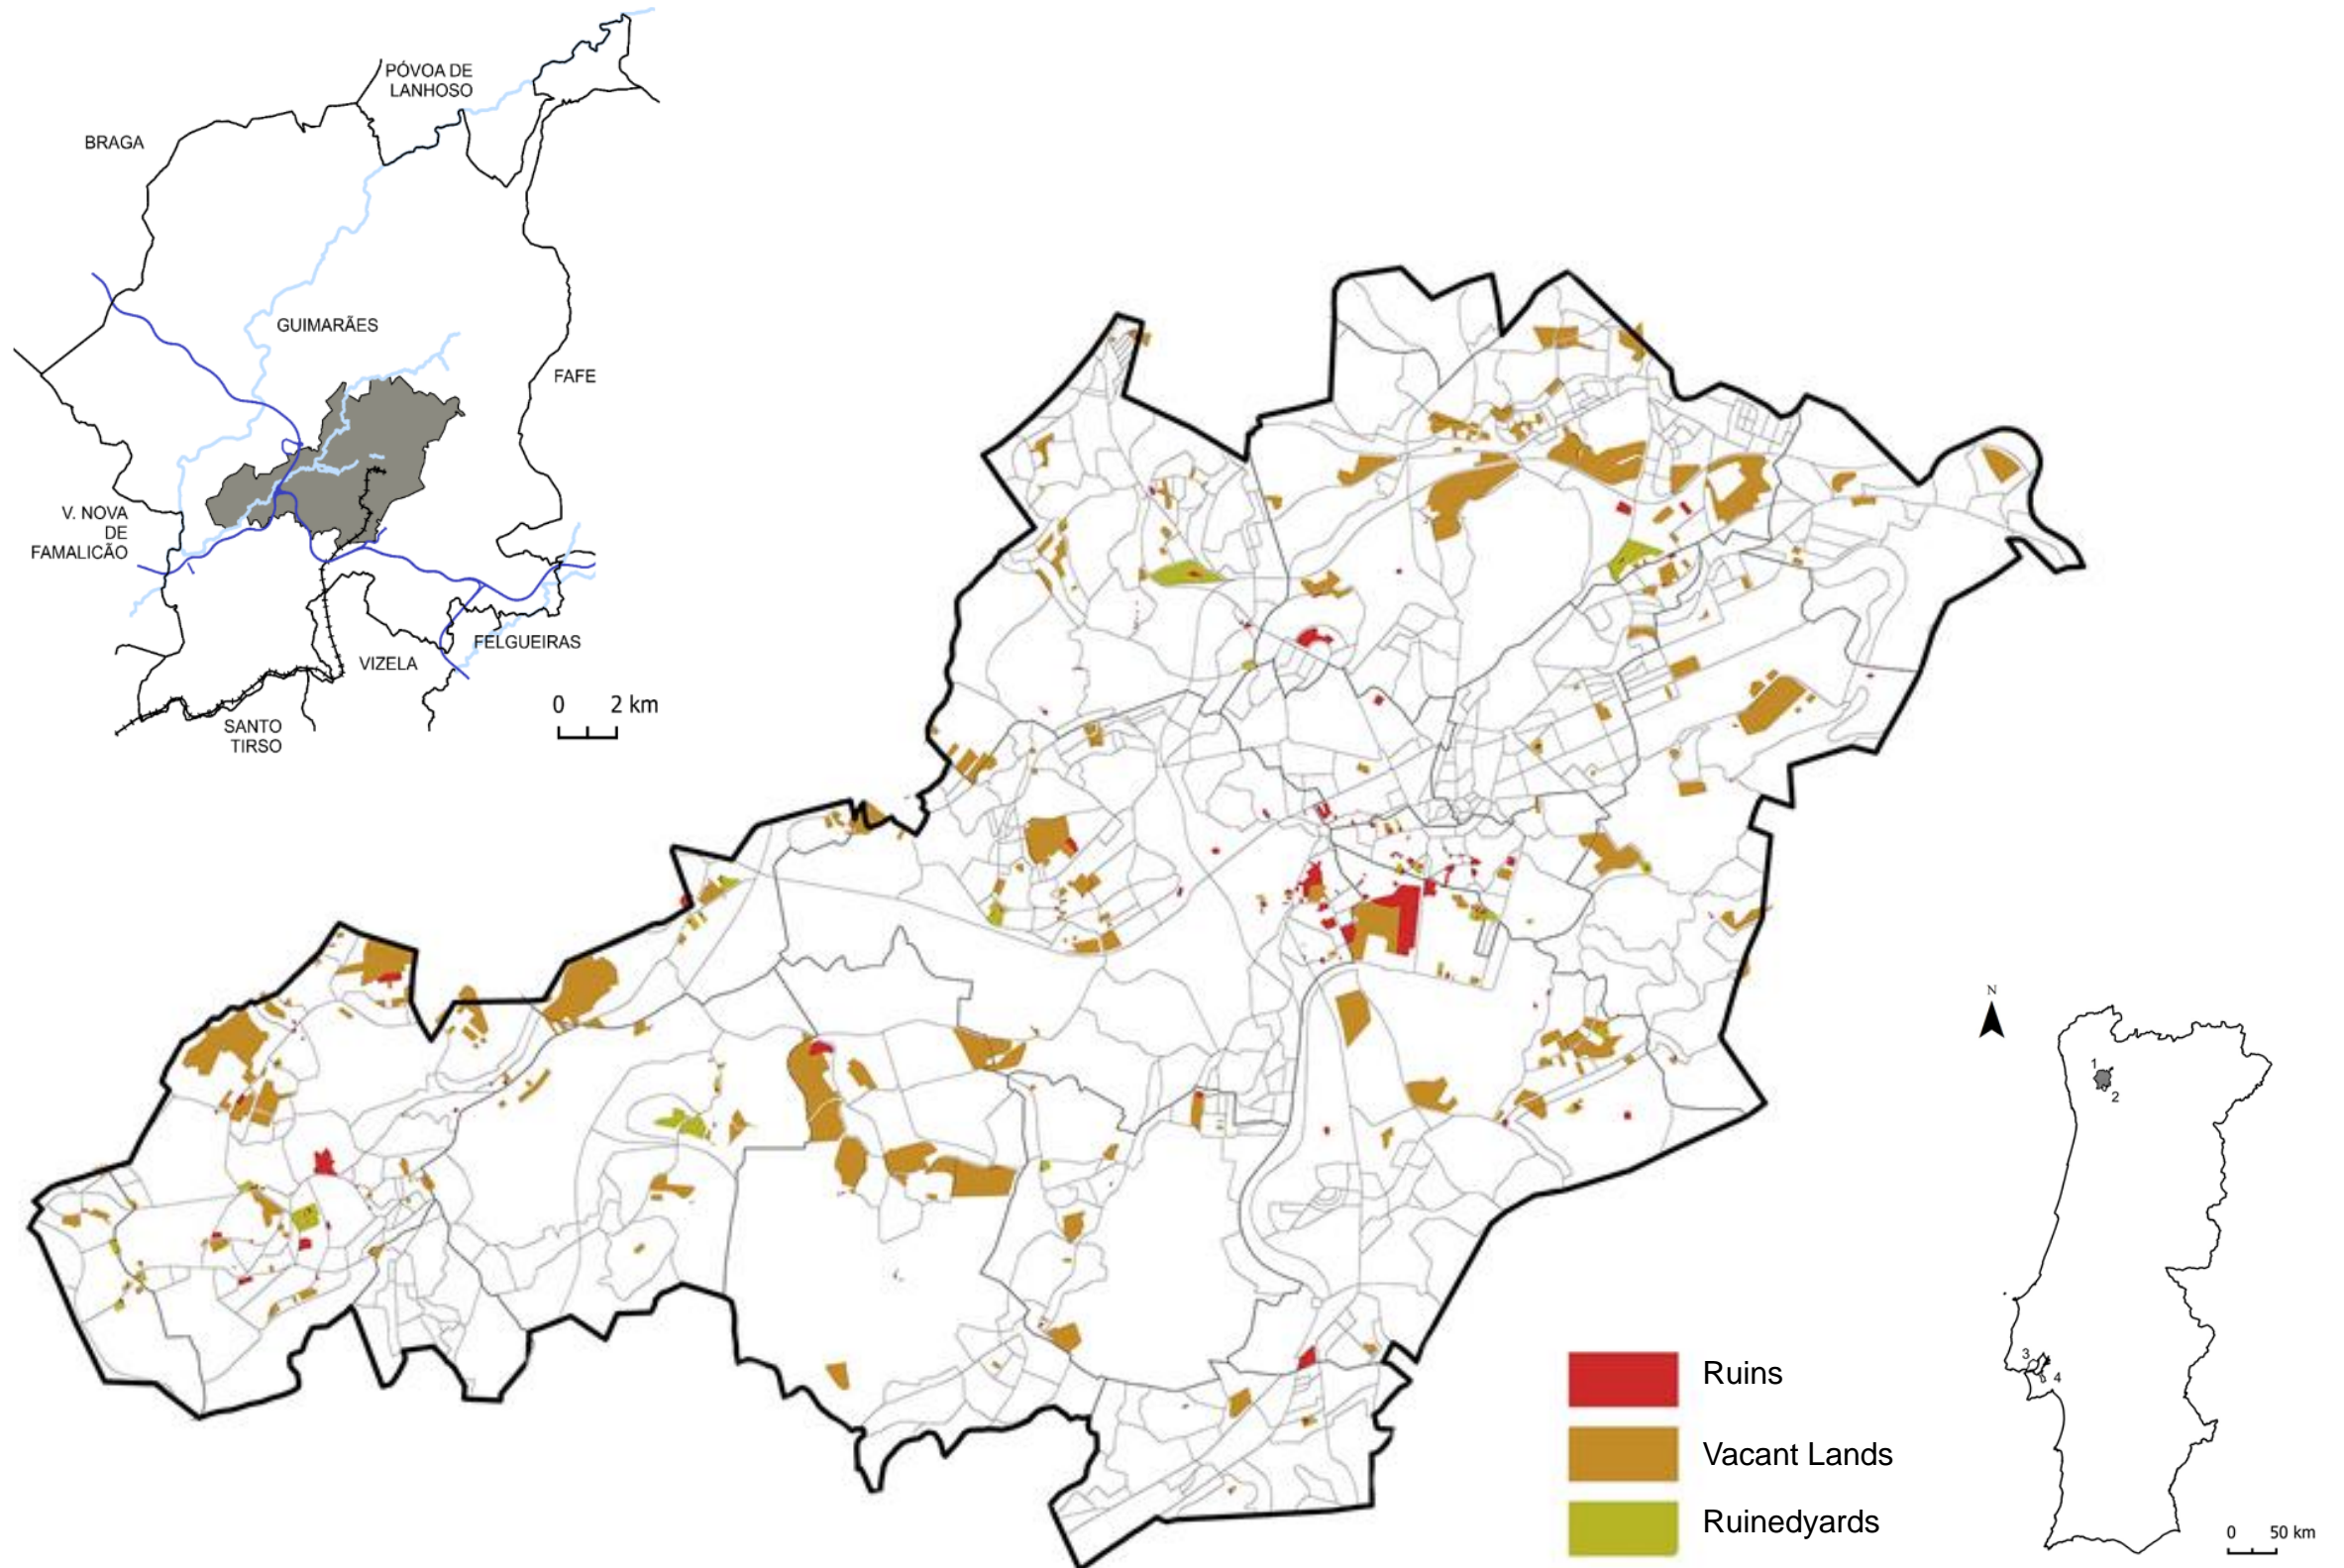 PÓVOA DE
LANHOSO
BRAGA
GUIMARÃES
FAFE
V. NOVA
DE
FAMALICÃO
FELGUEIRAS
VIZELA
0 2 km
SANTO
TIRSO
N
1
2
3
4
Ruins
Vacant Lands
Ruinedyards
0 50 km